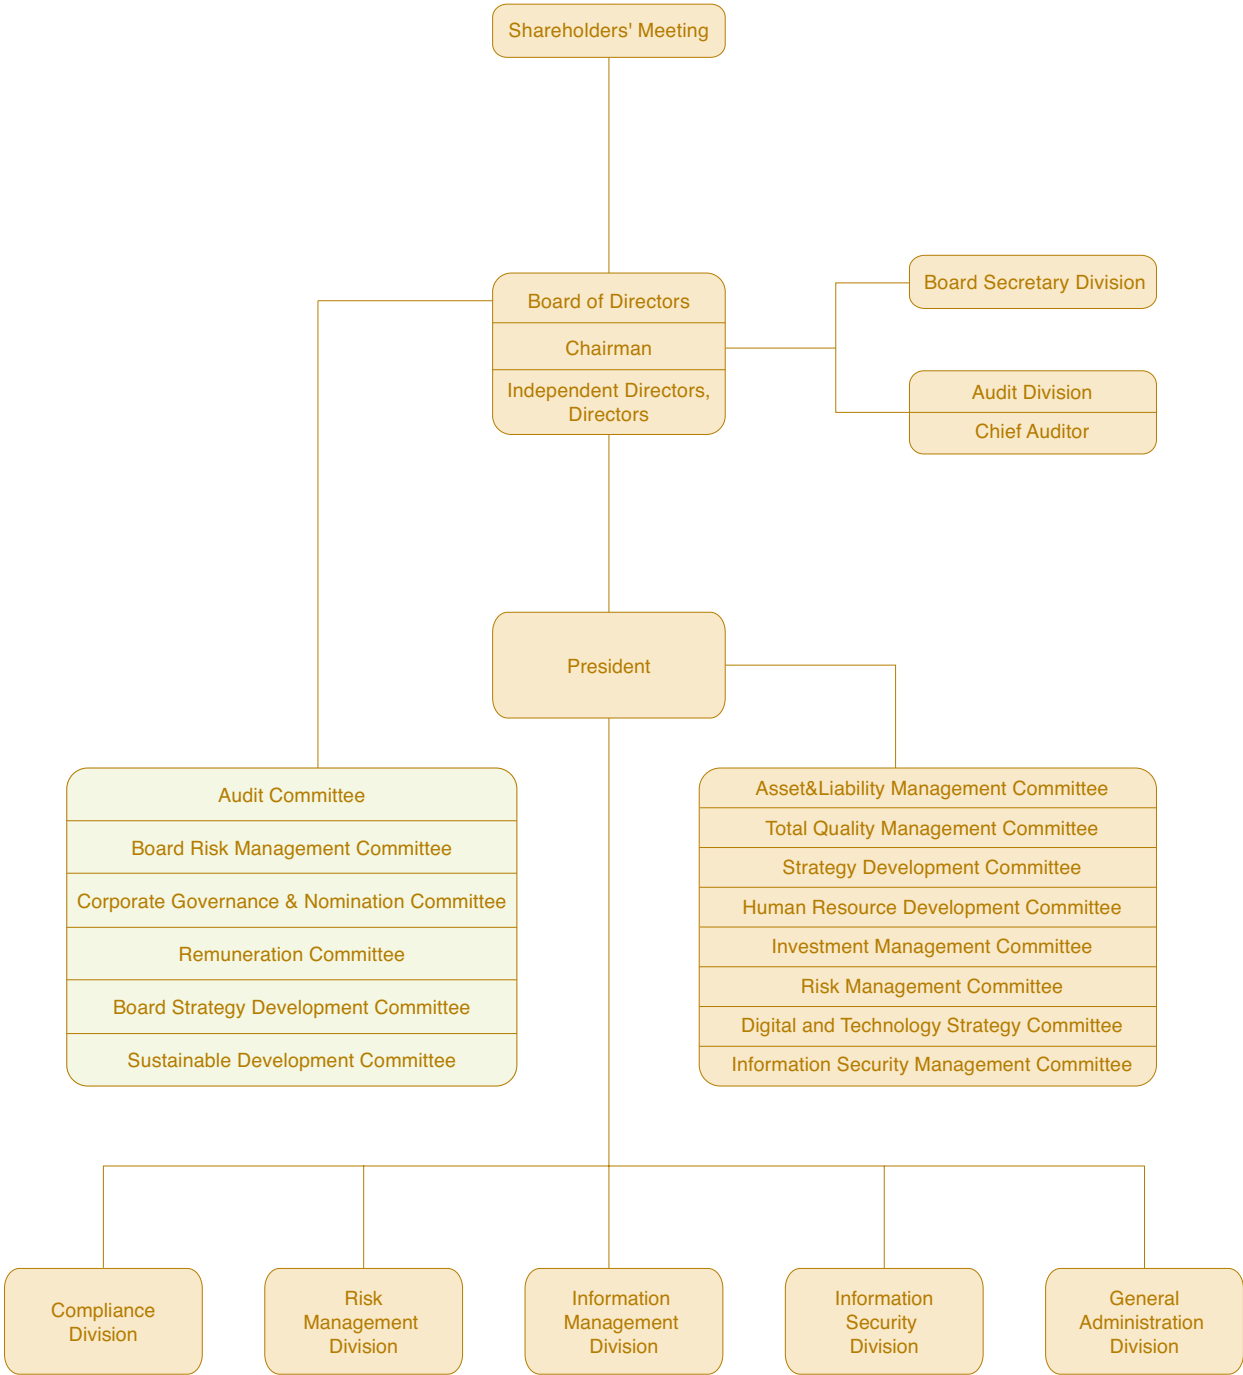 Shareholders' Meeting
Board of Directors
Chairman
Independent Directors,
Directors
Board Secretary Division
Audit Division
Chief Auditor
President
Audit Committee
Board Risk Management Committee
Corporate Governance & Nomination Committee
Remuneration Committee
Board Strategy Development Committee
Sustainable Development Committee
Asset&Liability Management Committee
Total Quality Management Committee
Strategy Development Committee
Human Resource Development Committee
Investment Management Committee
Risk Management Committee
Digital and Technology Strategy Committee
Information Security Management Committee
Compliance
Division
Risk
Management
Division
Information
Management
Division
Information
Security
Division
General
Administration
Division